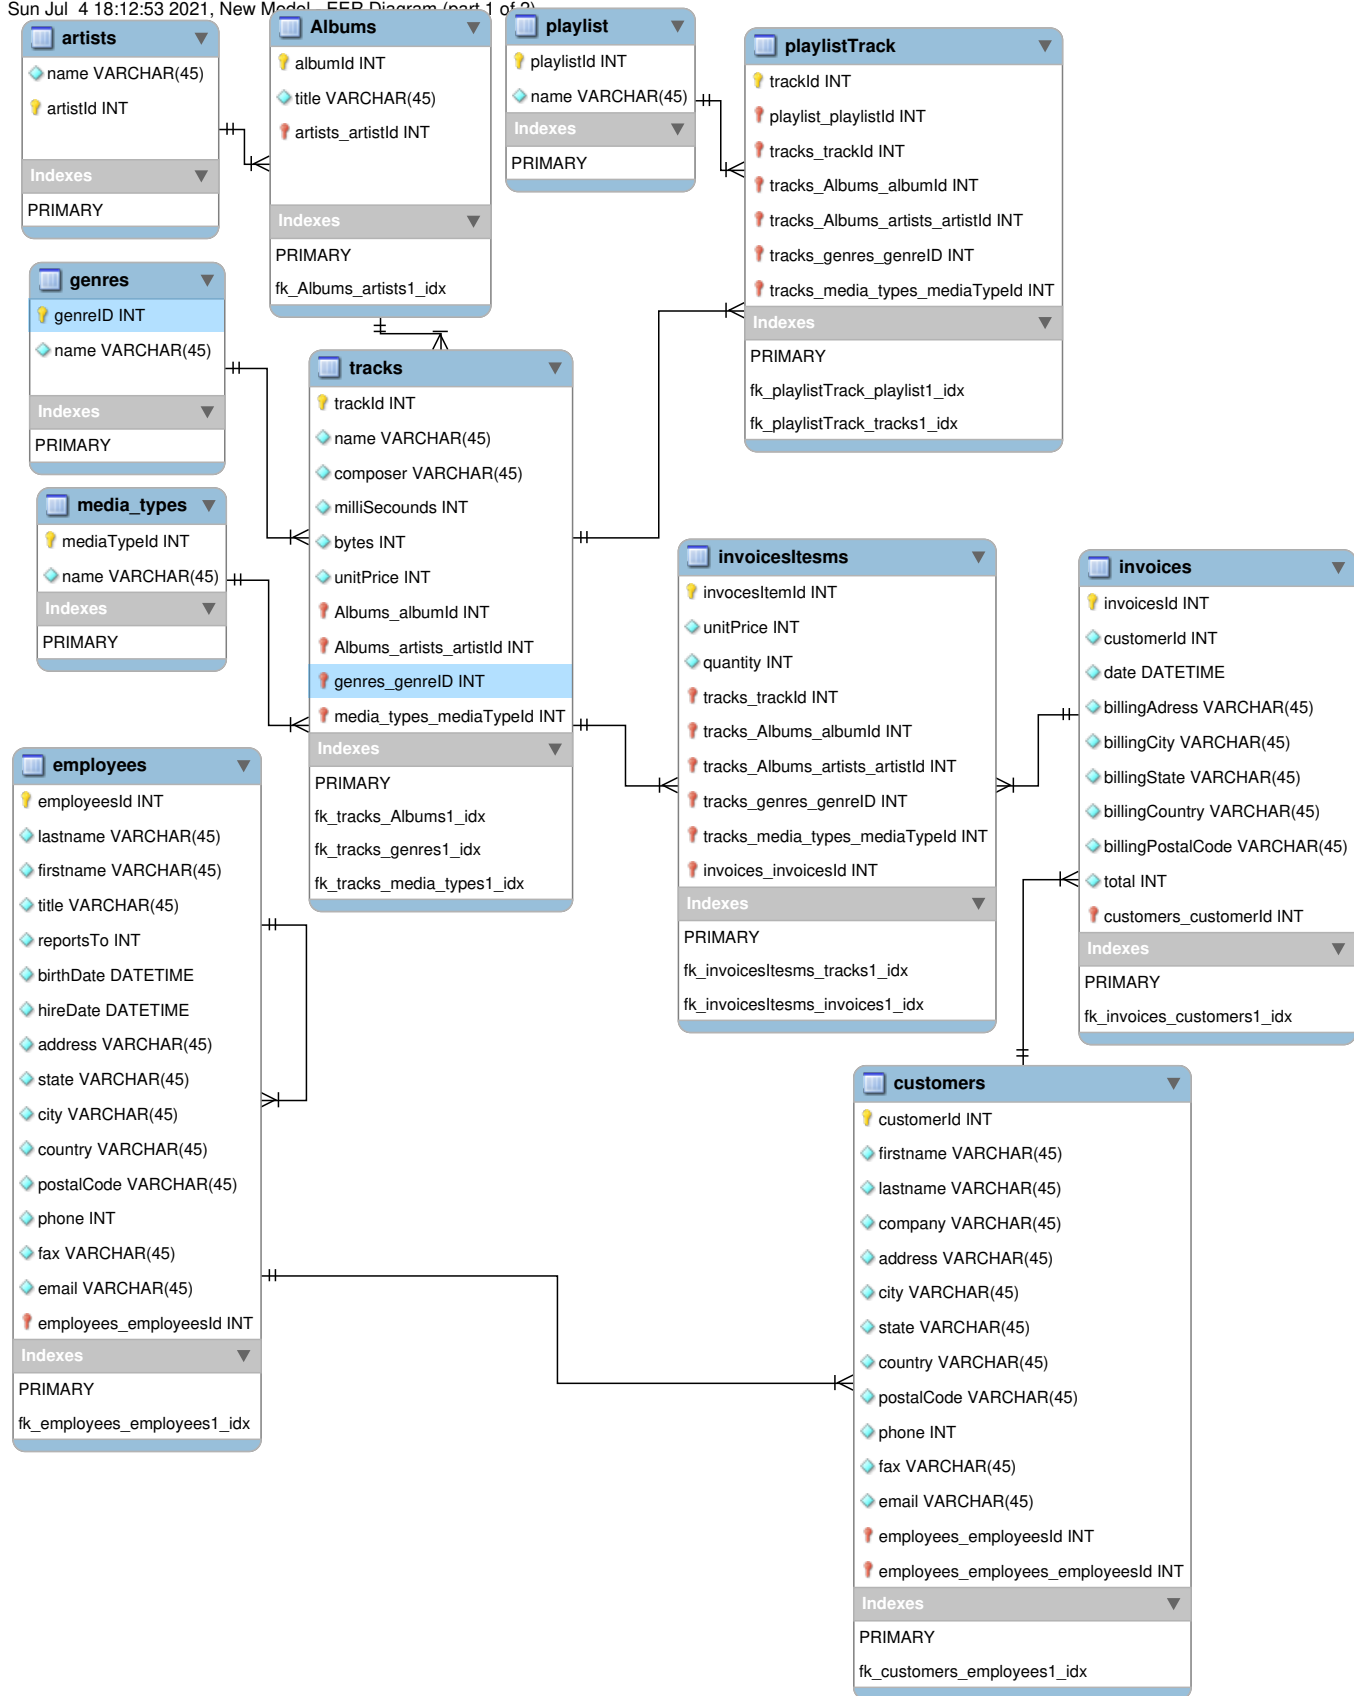 Sun Jul  4 18:12:53 2021, New Model - EER Diagram (part 1 of 2)
artists
name VARCHAR(45)
artistId INT
Indexes
PRIMARY
Albums
albumId INT
title VARCHAR(45)
artists_artistId INT
Indexes
PRIMARY
fk_Albums_artists1_idx
playlist
playlistId INT
name VARCHAR(45)
Indexes
PRIMARY
playlistTrack
trackId INT
playlist_playlistId INT
tracks_trackId INT
tracks_Albums_albumId INT
tracks_Albums_artists_artistId INT
tracks_genres_genreID INT
tracks_media_types_mediaTypeId INT
Indexes
PRIMARY
fk_playlistTrack_playlist1_idx
fk_playlistTrack_tracks1_idx
genres
genreID INT
name VARCHAR(45)
Indexes
PRIMARY
tracks
trackId INT
name VARCHAR(45)
composer VARCHAR(45)
milliSecounds INT
bytes INT
unitPrice INT
Albums_albumId INT
Albums_artists_artistId INT
genres_genreID INT
media_types_mediaTypeId INT
Indexes
PRIMARY
fk_tracks_Albums1_idx
fk_tracks_genres1_idx
fk_tracks_media_types1_idx
media_types
mediaTypeId INT
name VARCHAR(45)
Indexes
PRIMARY
invoicesItesms
invocesItemId INT
unitPrice INT
quantity INT
tracks_trackId INT
tracks_Albums_albumId INT
tracks_Albums_artists_artistId INT
tracks_genres_genreID INT
tracks_media_types_mediaTypeId INT
invoices_invoicesId INT
Indexes
PRIMARY
fk_invoicesItesms_tracks1_idx
fk_invoicesItesms_invoices1_idx
invoices
invoicesId INT
customerId INT
date DATETIME
billingAdress VARCHAR(45)
billingCity VARCHAR(45)
billingState VARCHAR(45)
billingCountry VARCHAR(45)
billingPostalCode VARCHAR(45)
total INT
customers_customerId INT
Indexes
PRIMARY
fk_invoices_customers1_idx
employees
employeesId INT
lastname VARCHAR(45)
firstname VARCHAR(45)
title VARCHAR(45)
reportsTo INT
birthDate DATETIME
hireDate DATETIME
address VARCHAR(45)
state VARCHAR(45)
city VARCHAR(45)
country VARCHAR(45)
postalCode VARCHAR(45)
phone INT
fax VARCHAR(45)
email VARCHAR(45)
employees_employeesId INT
Indexes
PRIMARY
fk_employees_employees1_idx
customers
customerId INT
firstname VARCHAR(45)
lastname VARCHAR(45)
company VARCHAR(45)
address VARCHAR(45)
city VARCHAR(45)
state VARCHAR(45)
country VARCHAR(45)
postalCode VARCHAR(45)
phone INT
fax VARCHAR(45)
email VARCHAR(45)
employees_employeesId INT
employees_employees_employeesId INT
Indexes
PRIMARY
fk_customers_employees1_idx